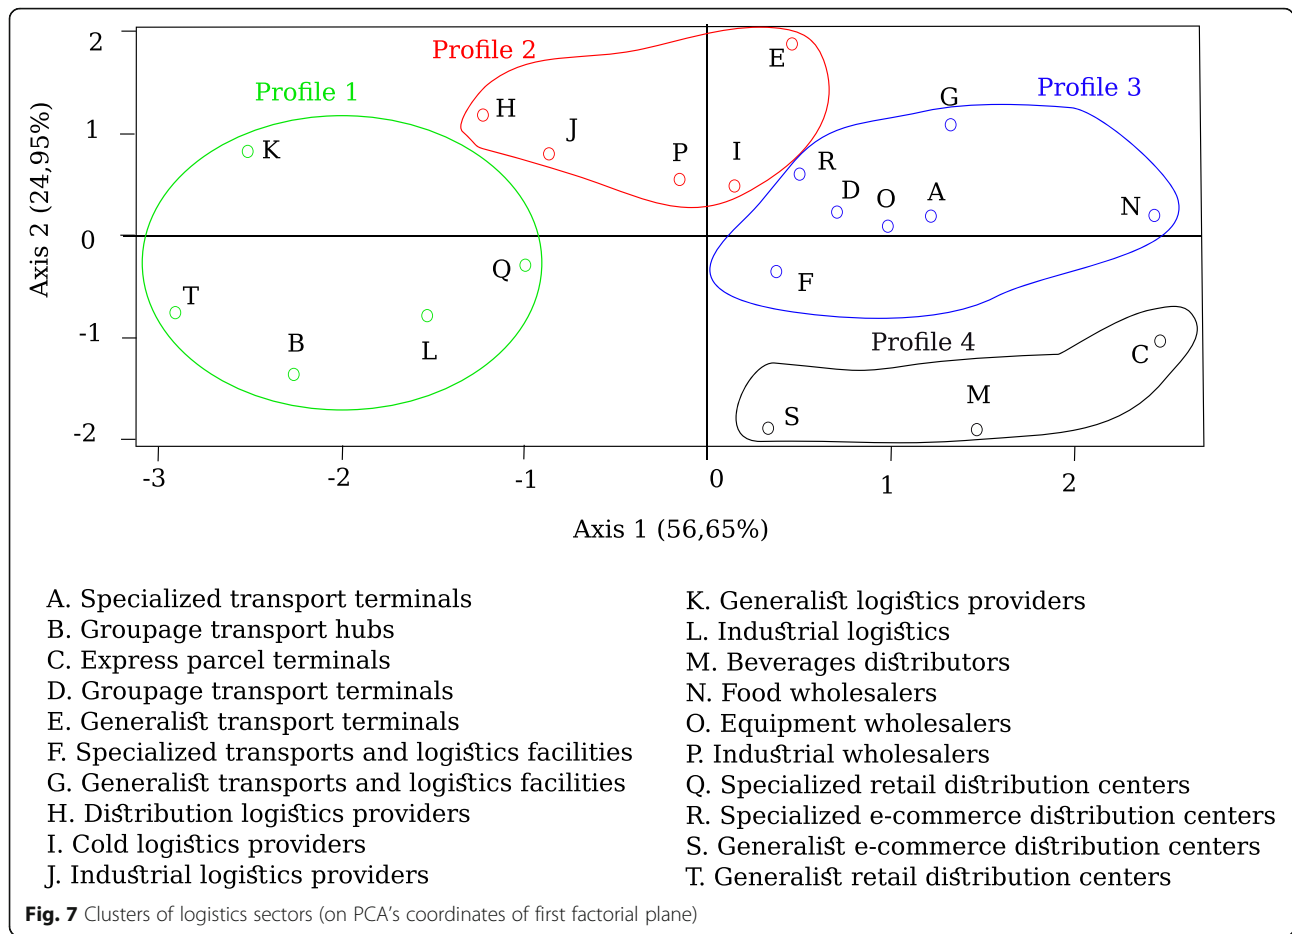 Profile 2
Profile 1
Profile 3
Profile 4
E
G
H
J
K
P
I
R
D
O
A
N
Q
F
T
B
L
C
M
S
Axis 2 (24,95%)
2
1
0
-1
-2
-3
-2
-1
0
1
2
Axis 1 (56,65%)
A. Specialized transport terminals
B. Groupage transport hubs
C. Express parcel terminals
D. Groupage transport terminals
E. Generalist transport terminals
F. Specialized transports and logistics facilities
G. Generalist transports and logistics facilities
H. Distribution logistics providers
I. Cold logistics providers
J. Industrial logistics providers
K. Generalist logistics providers
L. Industrial logistics
M. Beverages distributors
N. Food wholesalers
O. Equipment wholesalers
P. Industrial wholesalers
Q. Specialized retail distribution centers
R. Specialized e-commerce distribution centers
S. Generalist e-commerce distribution centers
T. Generalist retail distribution centers
Fig. 7 Clusters of logistics sectors (on PCA's coordinates of first factorial plane)